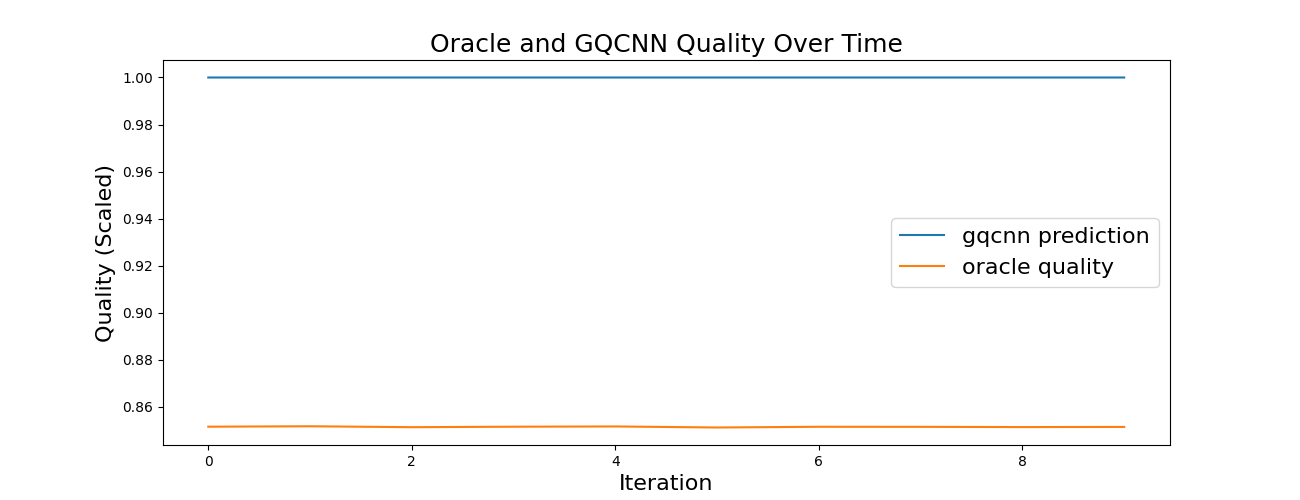 Oracle and GQCNN Quality Over Time
Quality (Scaled)
1.00
0.98
0.96
0.94
0.92
0.90
0.88
0.86
gqcnn prediction
oracle quality
0 2 4 6 8
Iteration